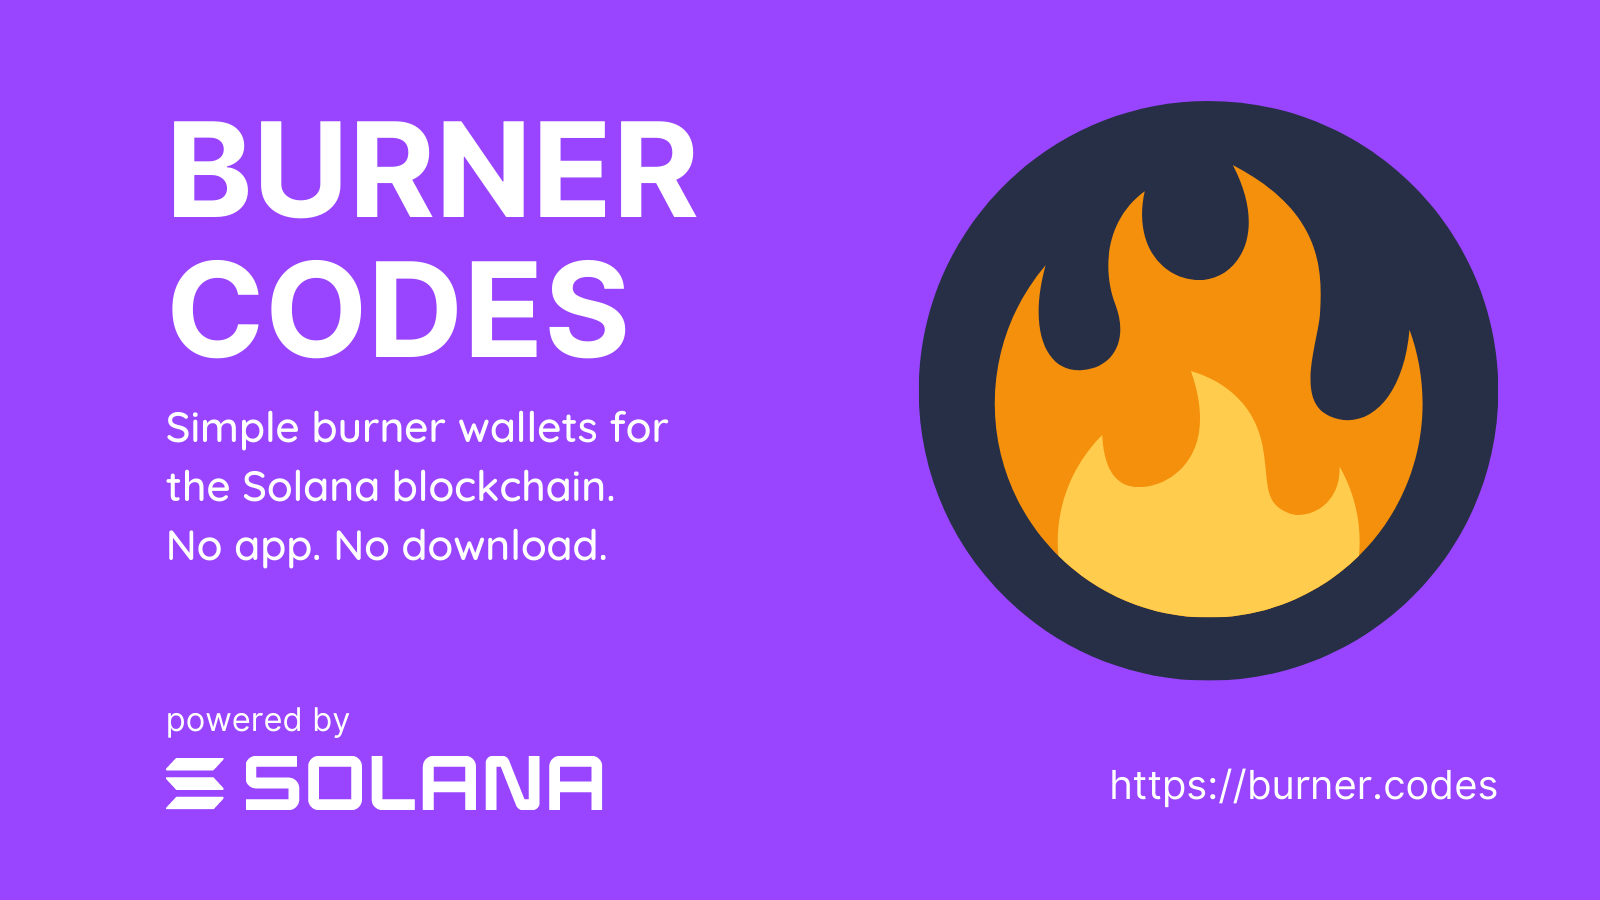 BURNER
CODES
Simple burner wallets for
the Solana blockchain.
No app. No download.
powered by
SOLANA
https://burner.codes